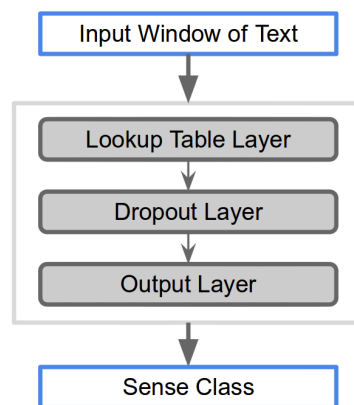 Input Window of Text
Lookup Table Layer
Dropout Layer
Output Layer
Sense Class